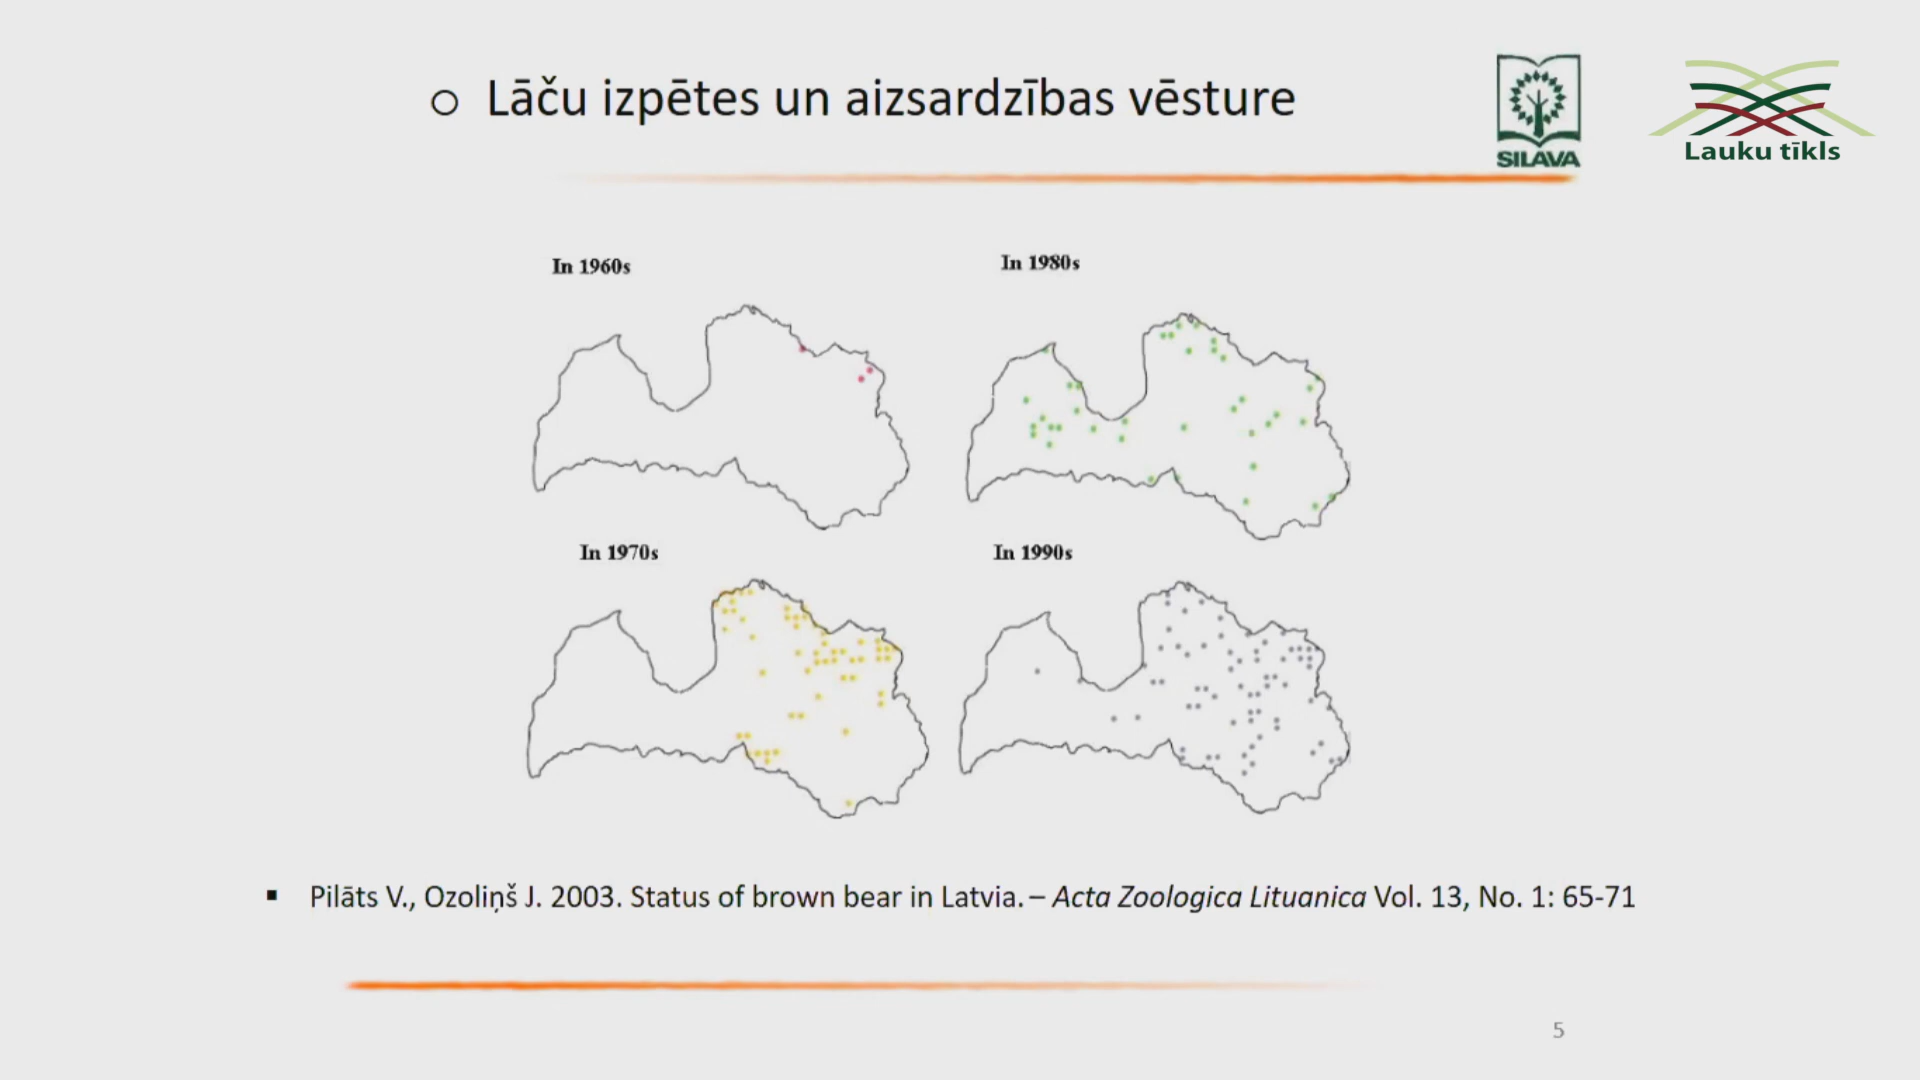 o Lāču izpētes un aizsardzības vēsture
SILAVA
Lauku tīkls
In 1960s
In 1980s
In 1970s
In 1990s
▪ Pilāts V., Ozoliņš J. 2003. Status of brown bear in Latvia. – Acta Zoologica Lituanica Vol. 13, No. 1: 65-71
5